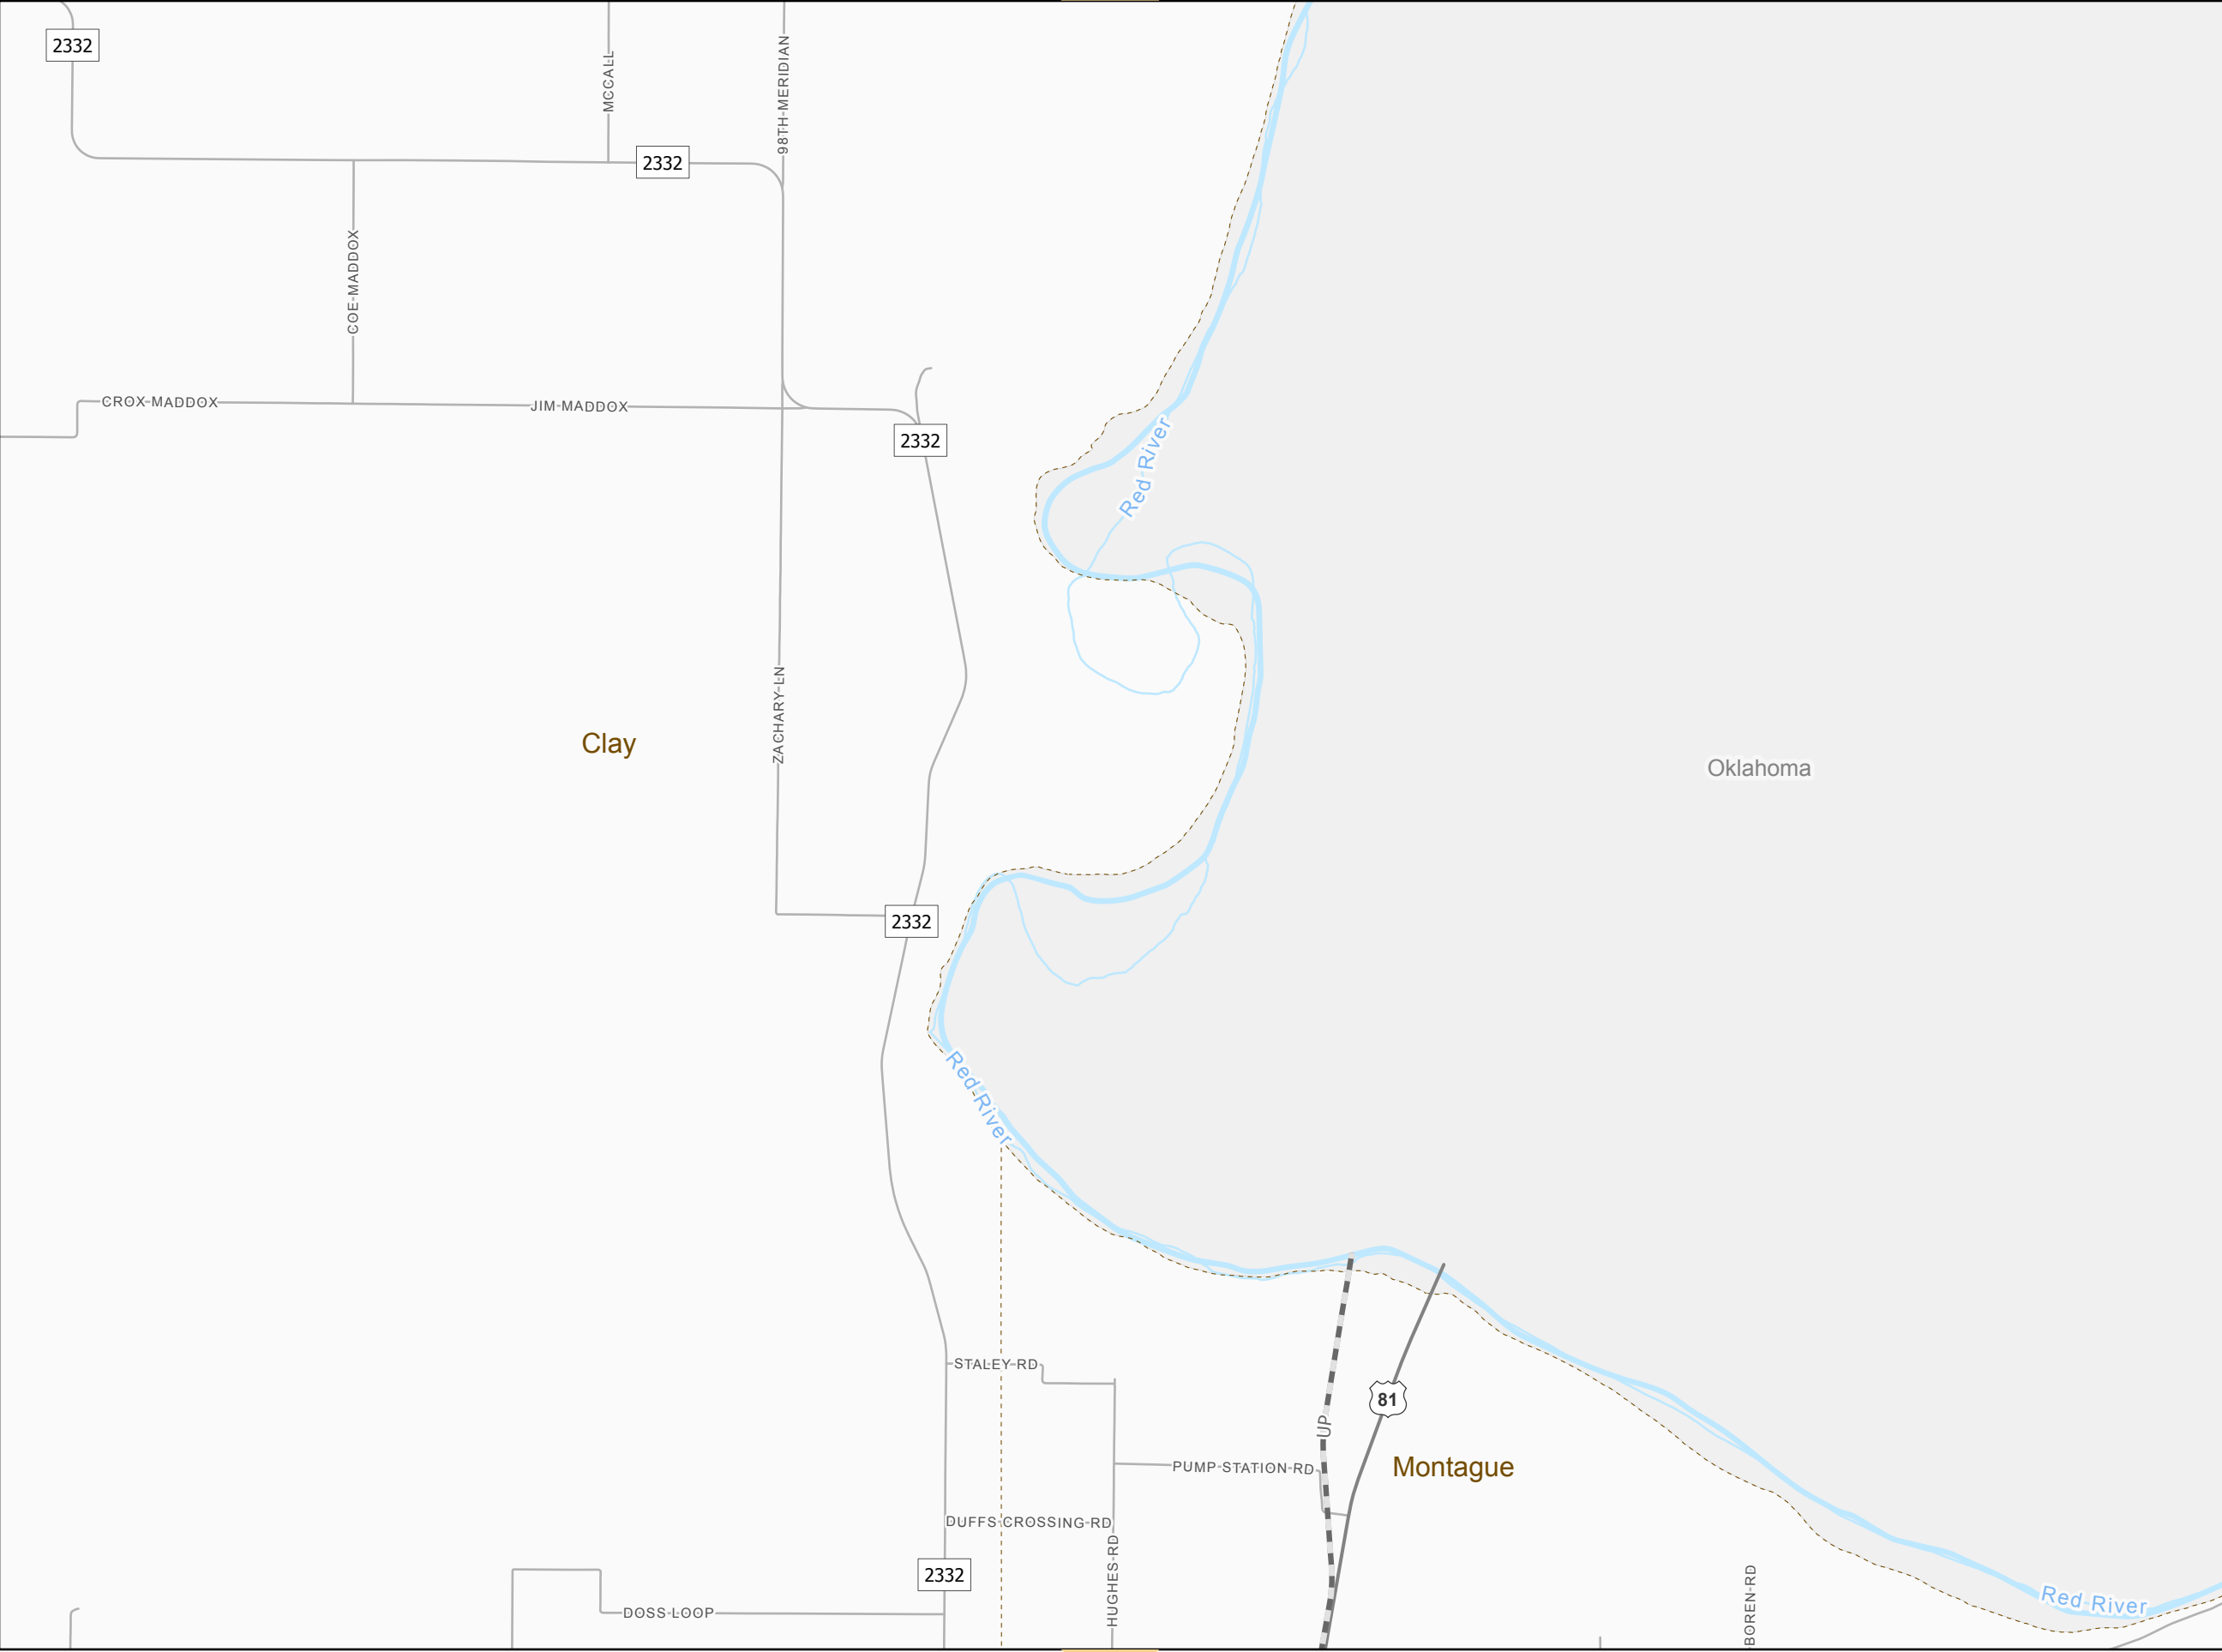 2332
MCCALL
98TH MERIDIAN
2332
COE MADDOX
CROX MADDOX
JIM MADDOX
2332
Red River
ZACHARY LN
Clay
Oklahoma
2332
Red River
STALEY RD
81
UP
PUMP STATION RD
Montague
DUFFS CROSSING RD
2332
HUGHES RD
BOREN RD
Red River
DOSS LOOP